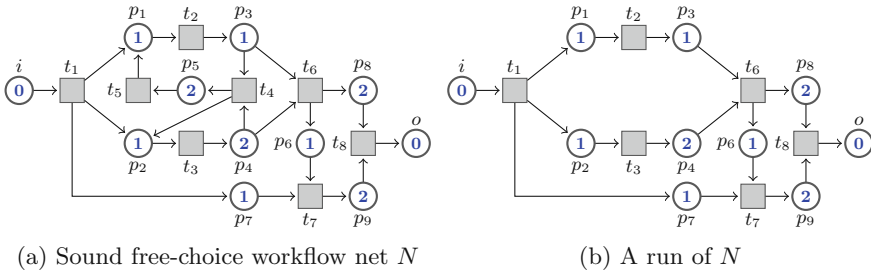 p1 t2 p3 p1 t2 p3
1 1 1 1
i t1 p5 t6 p8 i t1 t6 p8
0 t5 2 t4 2 0 2
o o
1 2 p6 1 t8 0 1 2 p6 1 t8 0
p2 t3 p4 p2 t3 p4
1 2 1 2
p7 t7 p9 p7 t7 p9
(a) Sound free-choice workflow net N
(b) A run of N